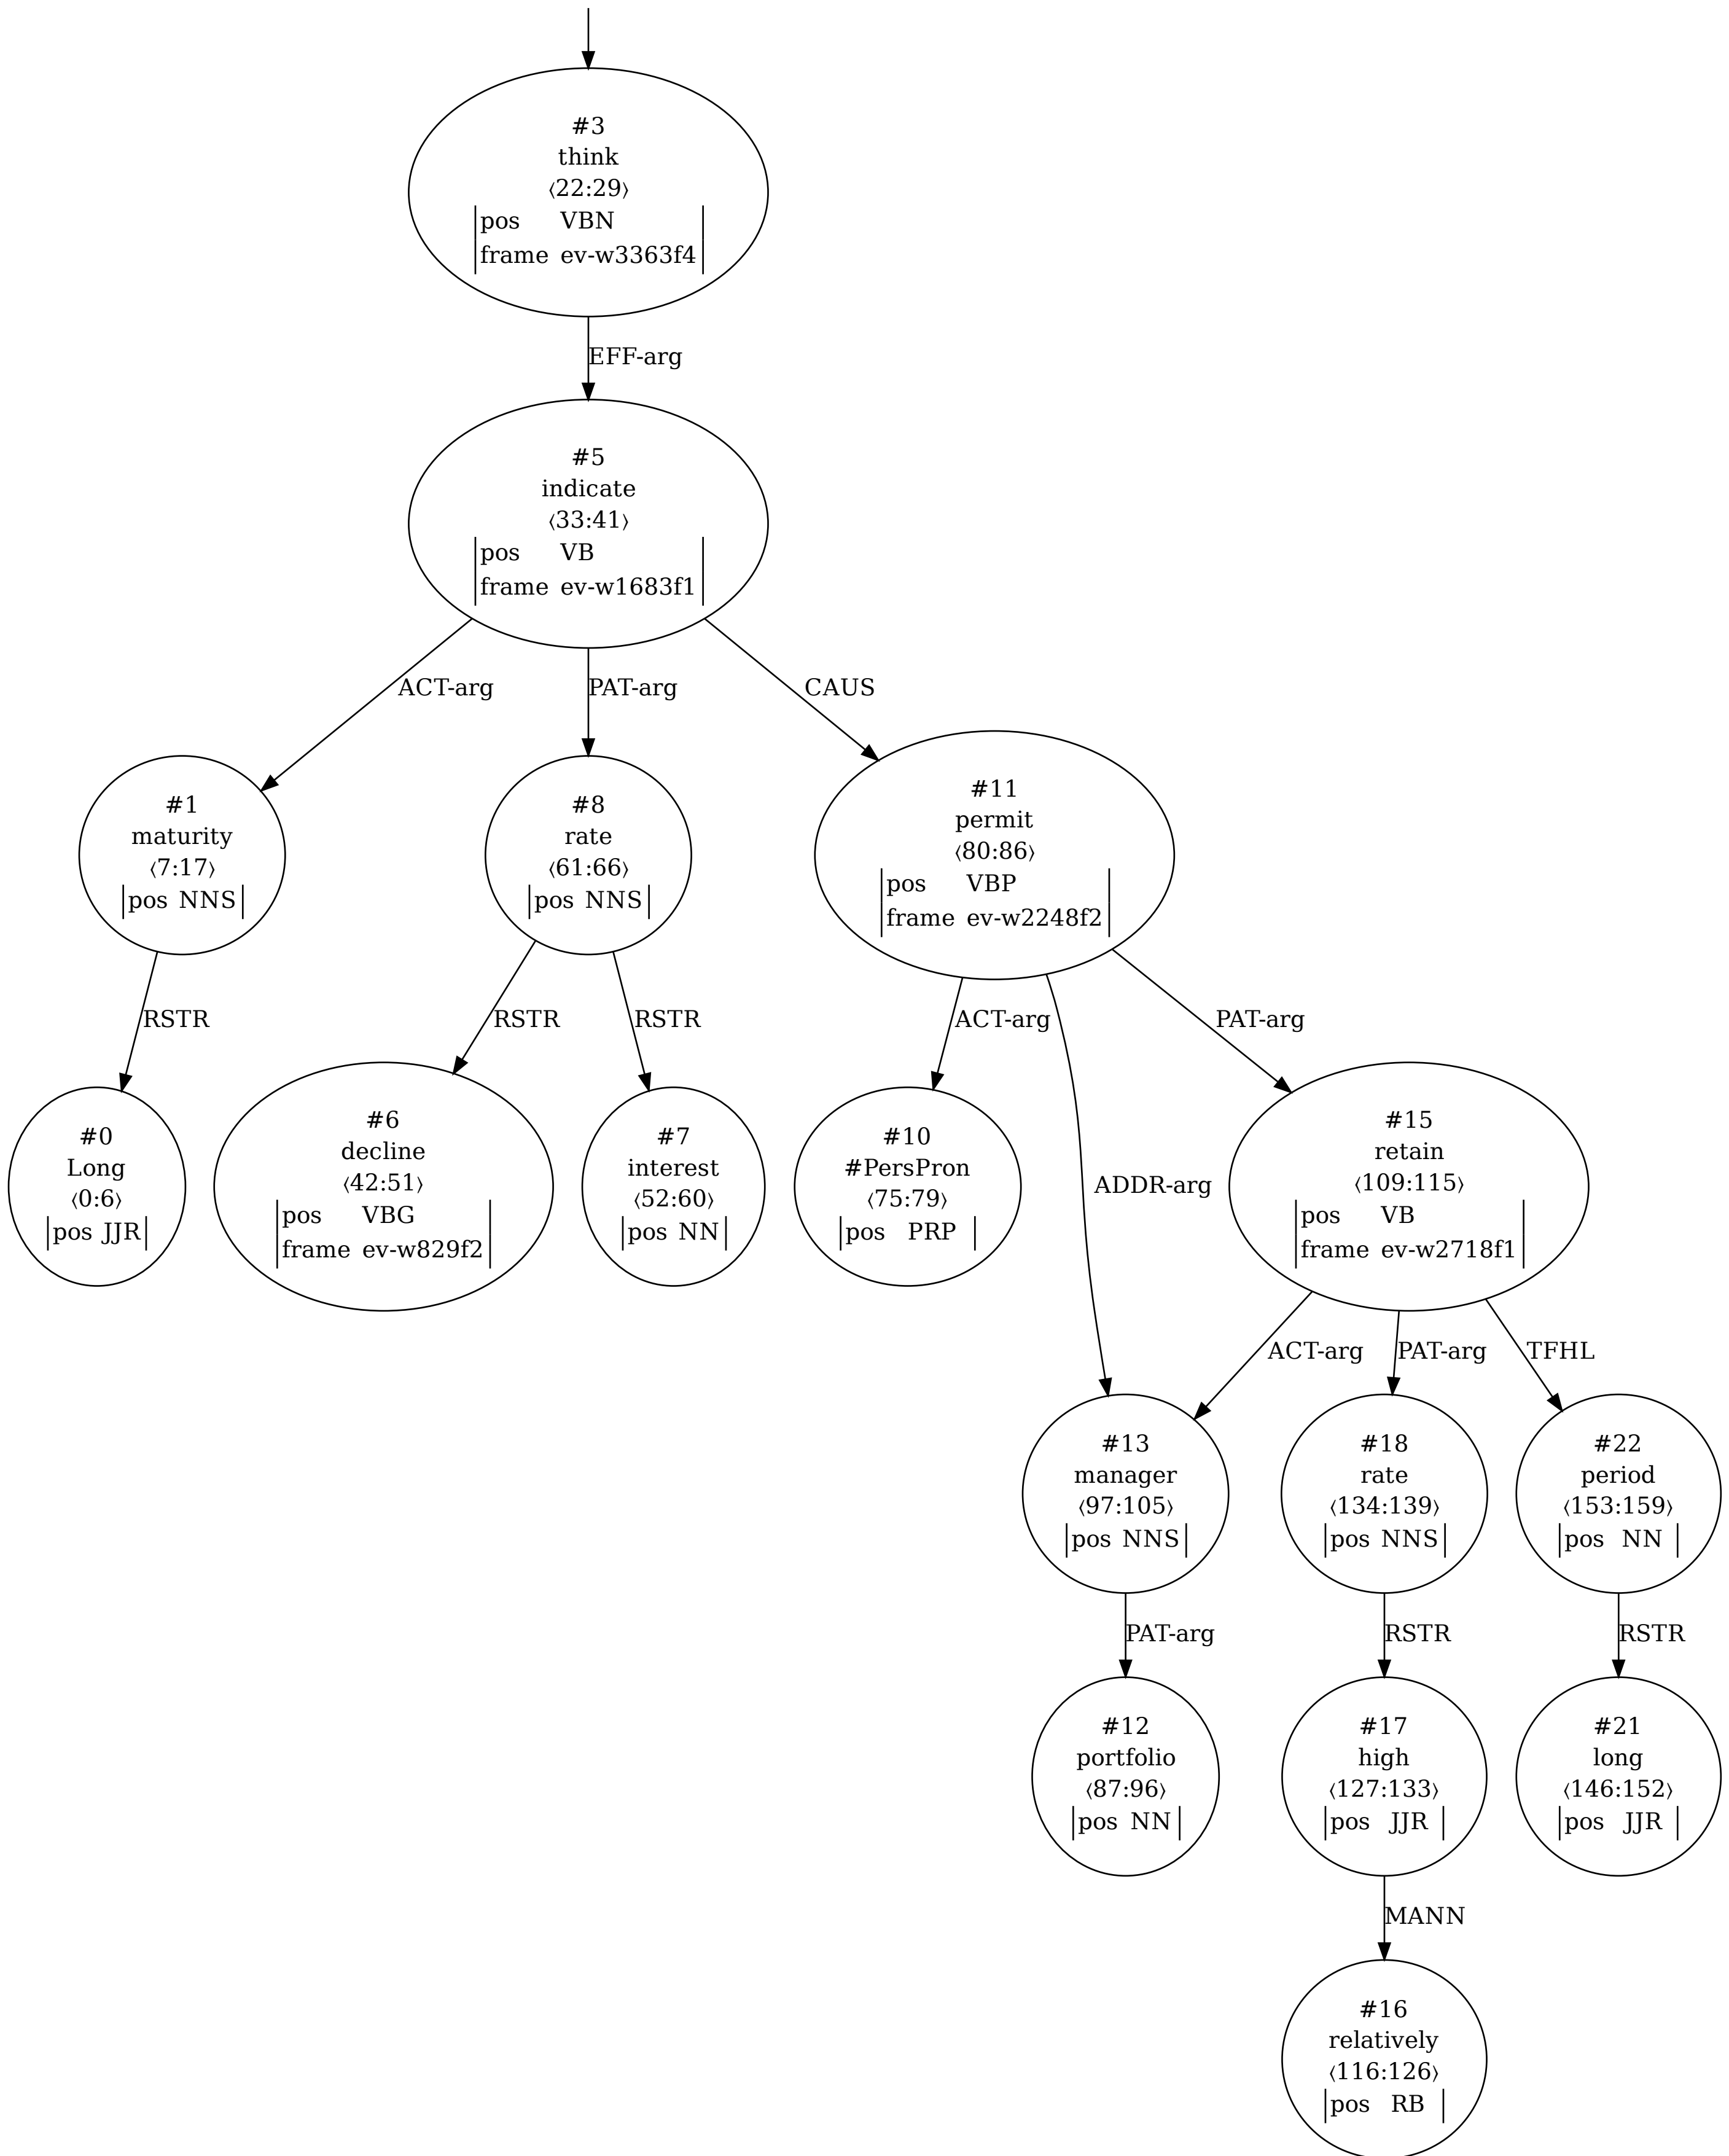 #3
think
⟨22:29⟩
pos VBN
frame ev-w3363f4
EFF-arg
#5
indicate
⟨33:41⟩
pos VB
frame ev-w1683f1
ACT-arg
PAT-arg
CAUS
#1
maturity
⟨7:17⟩
pos NNS
#8
rate
⟨61:66⟩
pos NNS
#11
permit
⟨80:86⟩
pos VBP
frame ev-w2248f2
RSTR
RSTR
RSTR
ACT-arg
ADDR-arg
PAT-arg
#0
Long
⟨0:6⟩
pos JJR
#6
decline
⟨42:51⟩
pos VBG
frame ev-w829f2
#7
interest
⟨52:60⟩
pos NN
#10
#PersPron
⟨75:79⟩
pos PRP
#15
retain
⟨109:115⟩
pos VB
frame ev-w2718f1
ACT-arg
PAT-arg
TFHL
#13
manager
⟨97:105⟩
pos NNS
#18
rate
⟨134:139⟩
pos NNS
#22
period
⟨153:159⟩
pos NN
PAT-arg
RSTR
RSTR
#12
portfolio
⟨87:96⟩
pos NN
#17
high
⟨127:133⟩
pos JJR
#21
long
⟨146:152⟩
pos JJR
MANN
#16
relatively
⟨116:126⟩
pos RB